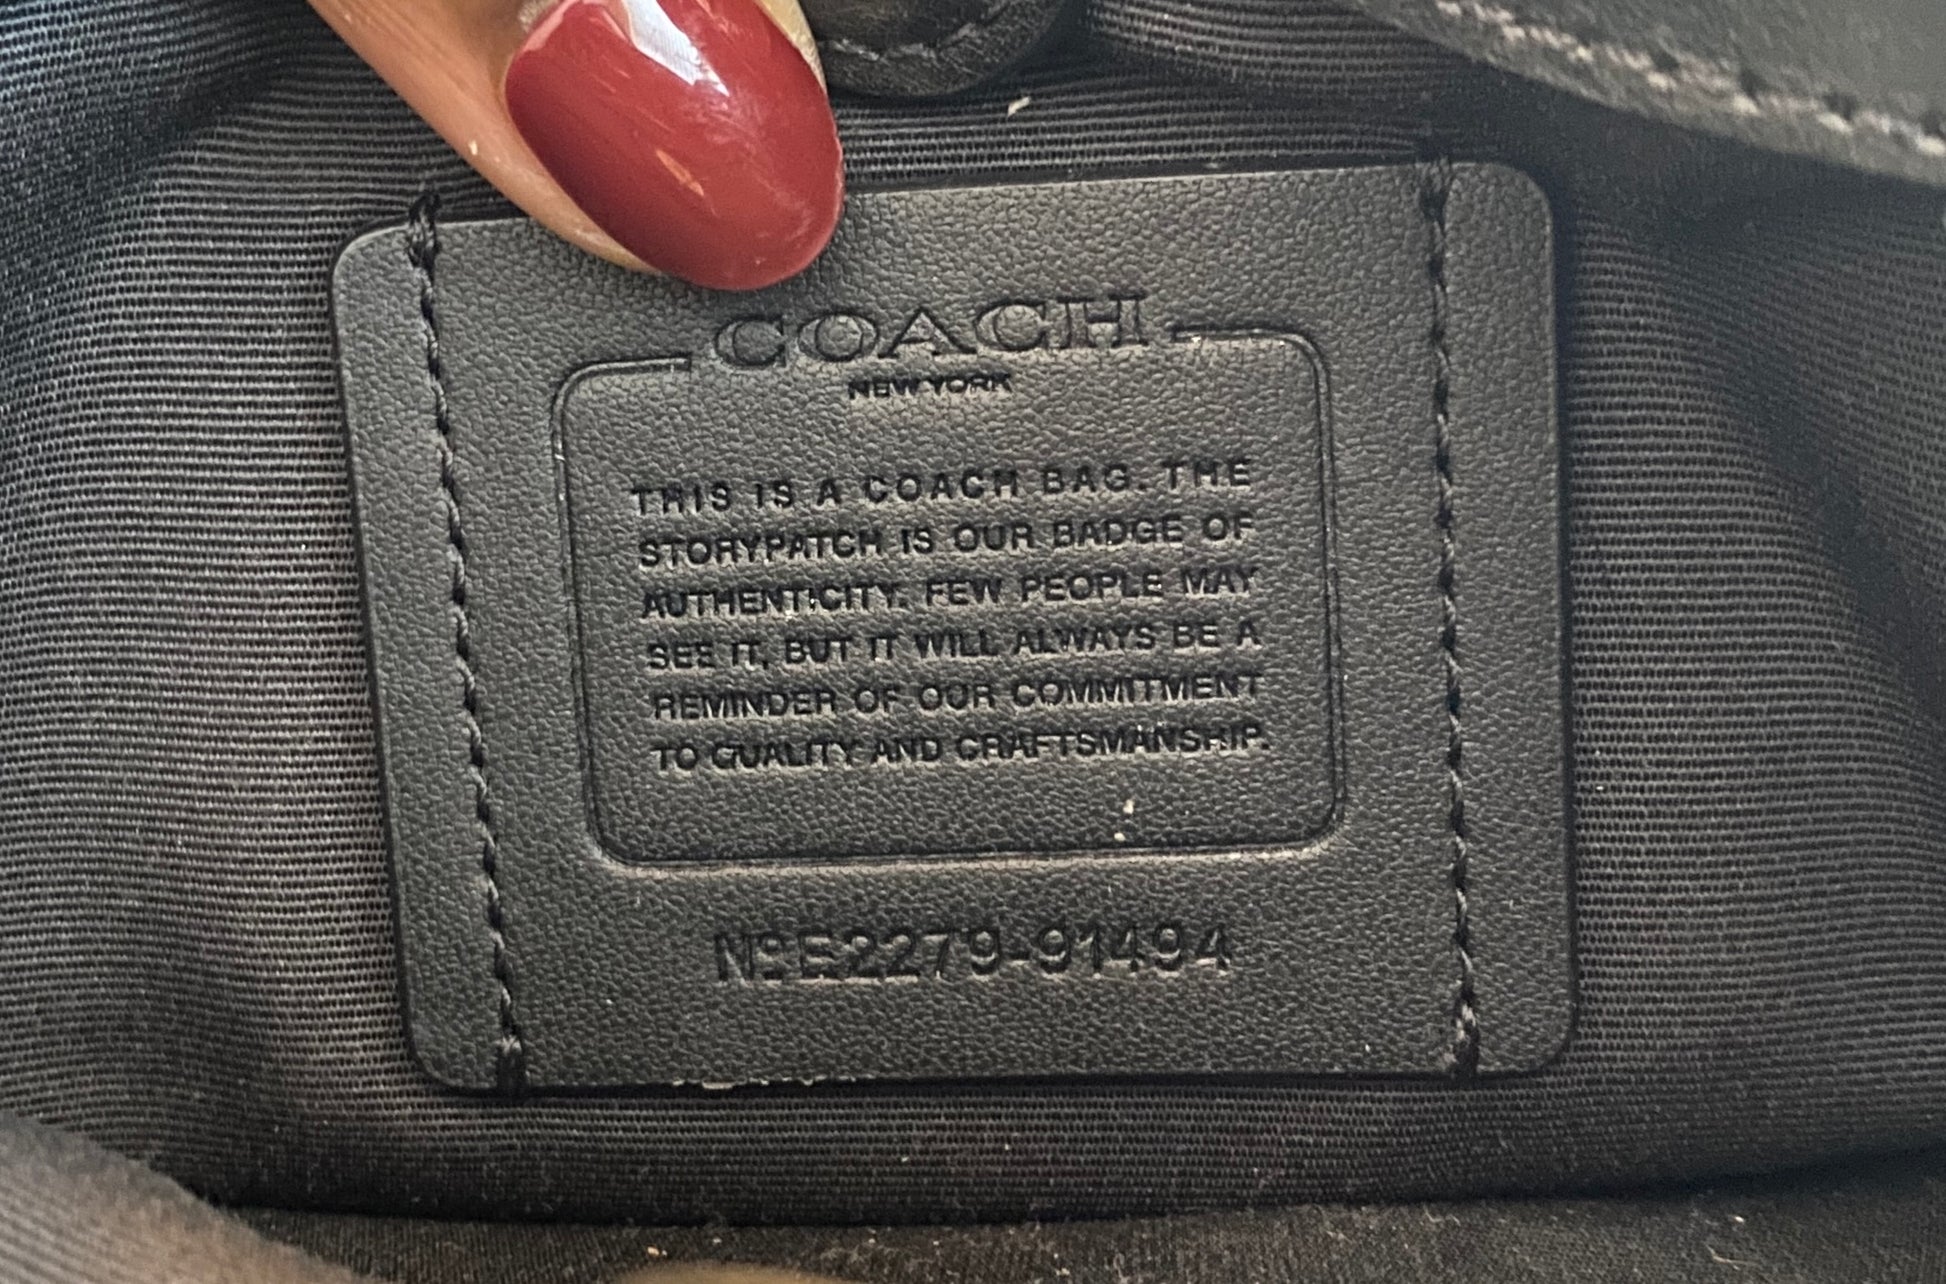 COACH
NEW YORK
THIS IS A COACH BAG. THE
STORYPATCH IS OUR BADGE OF
AUTHENTICITY. FEW PEOPLE MAY
SEE IT, BUT IT WILL ALWAYS BE A
REMINDER OF OUR COMMITMENT
TO QUALITY AND CRAFTSMANSHIP.
Nº E2279-91494